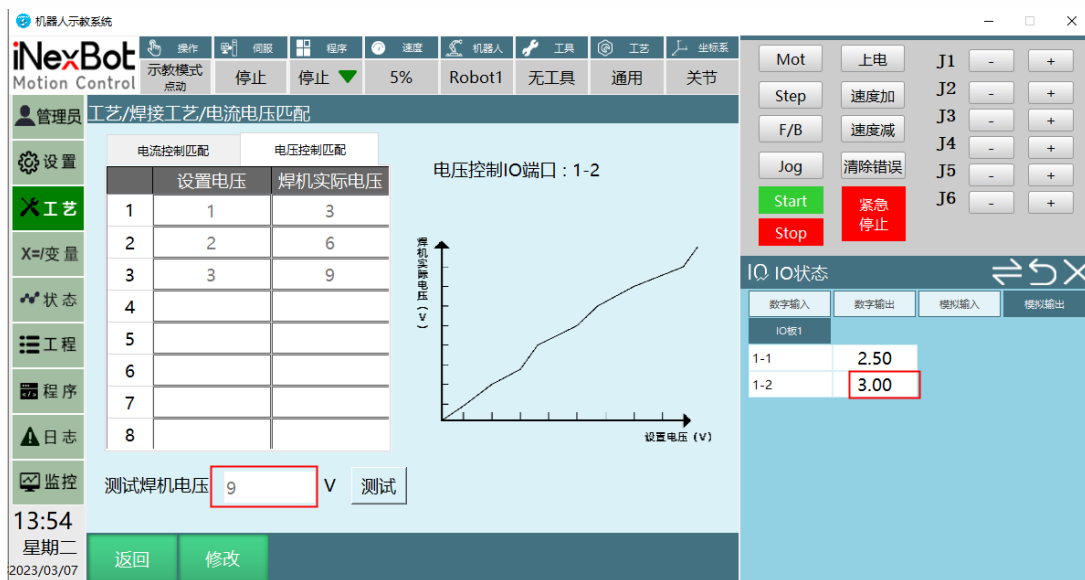 机器人示教系统
iNexBot
Motion Control
操作 伺服 程序 速度 机器人 工具 工艺 坐标系
示教模式 点动 停止 停止 5% Robot1 无工具 通用 关节
管理员
设置
工艺
X=/变量
状态
工程
程序
日志
监控
13:54
星期二
2023/03/07
工艺/焊接工艺/电流电压匹配
电流控制匹配 电压控制匹配
设置电压 焊机实际电压
1 1 3
2 2 6
3 3 9
4
5
6
7
8
电压控制IO端口：1-2
焊机实际电压(V)
设置电压 (V)
测试焊机电压 9 V 测试
返回 修改
Mot 上电 J1 - +
Step 速度加 J2 - +
F/B 速度减 J3 - +
J4 - +
Jog 清除错误 J5 - +
Start 紧急停止 J6 - +
Stop
IO IO状态
数字输入 数字输出 模拟输入 模拟输出
IO板1
1-1 2.50
1-2 3.00